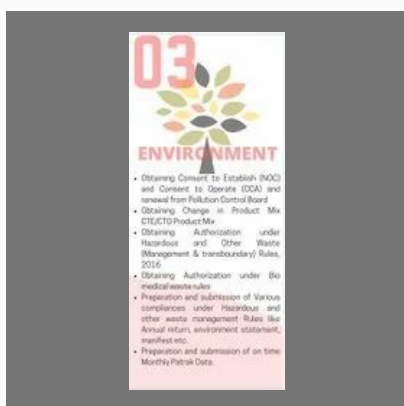 03
ENVIRONMENT
• Obtaining Consent to Establish (NOC)
and Consent to Operate (CCA) and
renewal from Pollution Control Board
• Obtaining Change in Product Mix
CTE/CTO Product Mix
• Obtaining Authorization under
Hazardous and Other Waste
(Management & transboundary) Rules,
2016
• Obtaining Authorization under Bio
medical waste rules
• Preparation and submission of Various
compliances under Hazardous and
other waste management Rules like
Annual return, environment statement,
manifest etc.
• Preparation and submission of on time
Monthly Patrak Data.